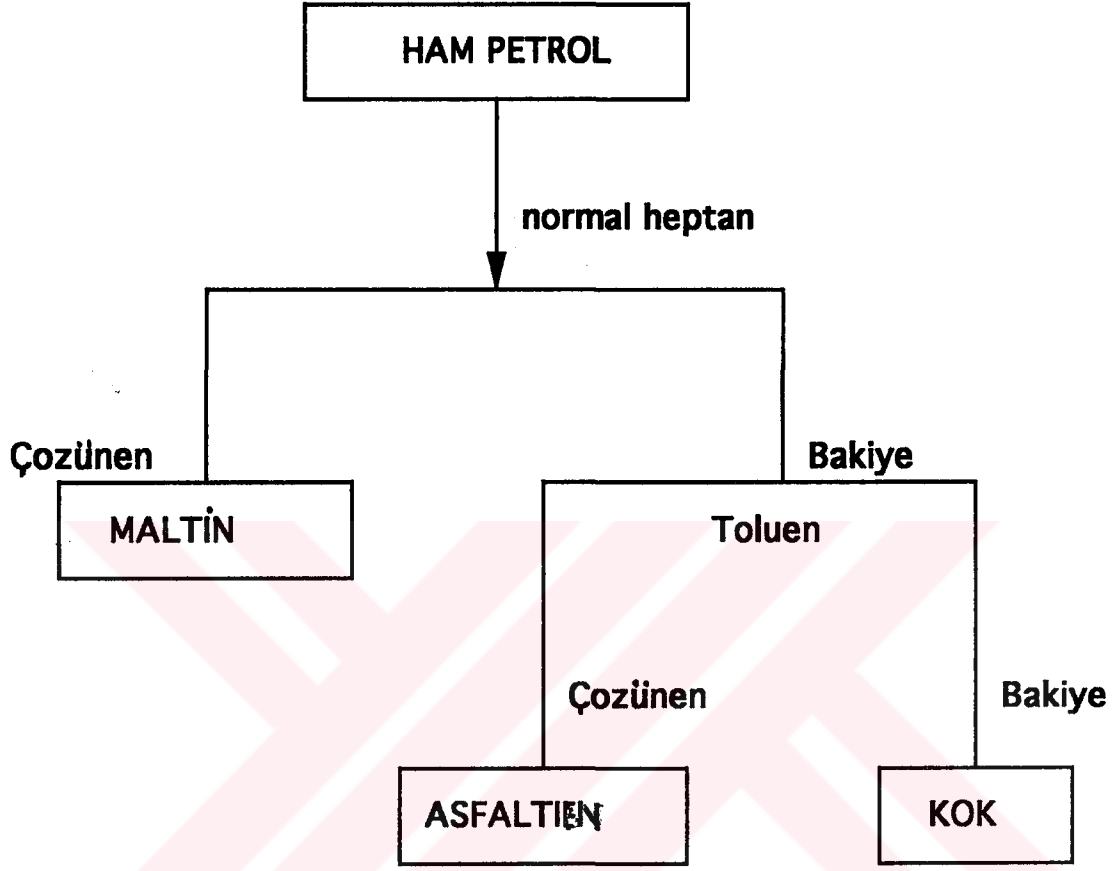 HAM PETROL
normal heptan
Çozünen
Bakiye
MALTİN
Toluen
Çozünen
Bakiye
ASFALTIEN
KOK